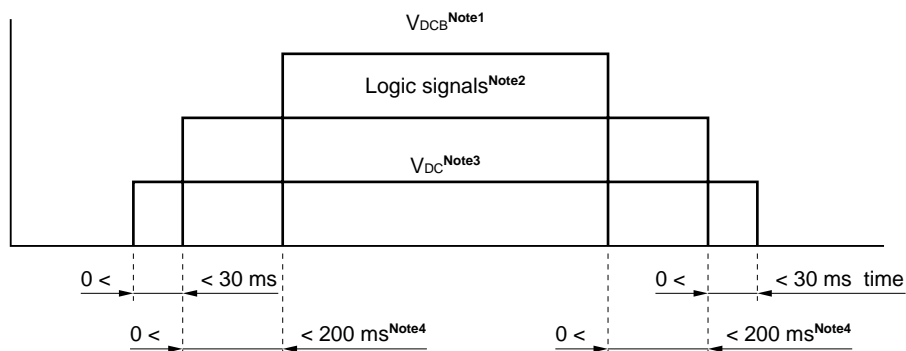 VDCBNote1
Logic signalsNote2
VDCNote3
0 < < 30 ms 0 < < 30 ms time
0 < < 200 msNote4 0 < < 200 msNote4